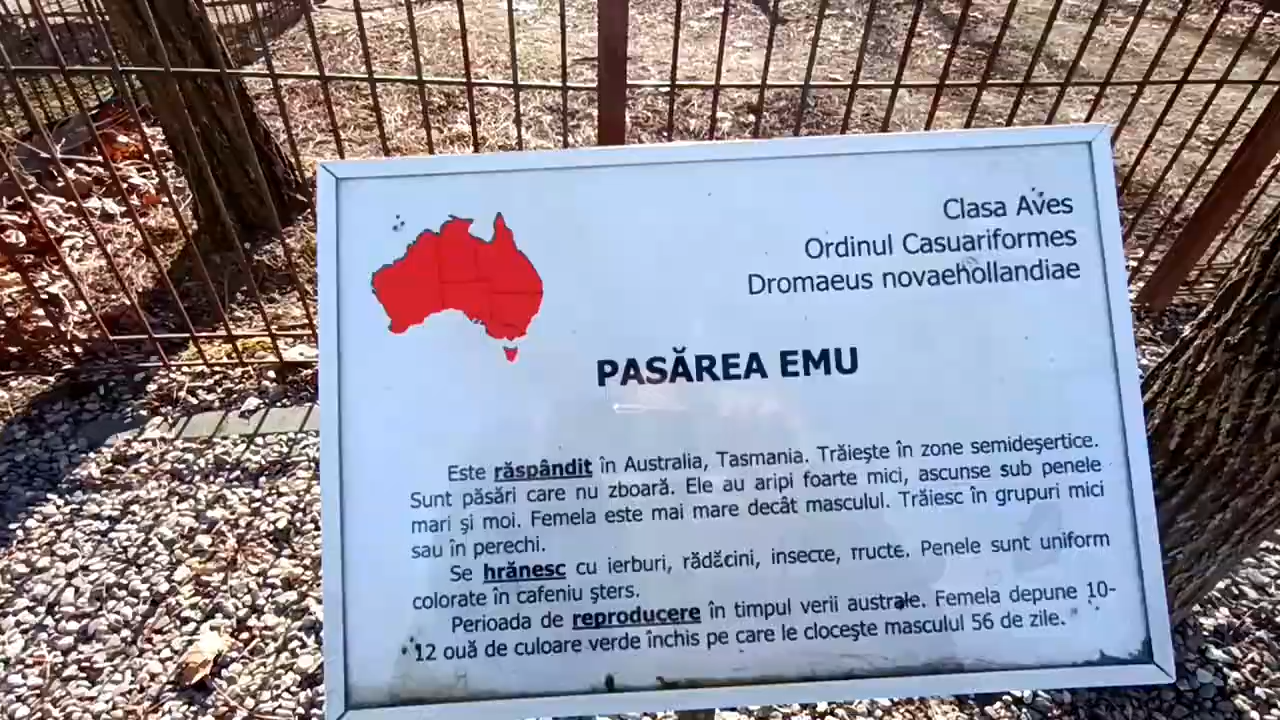 Clasa Aves
Ordinul Casuariformes
Dromaeus novaehollandiae
PASĂREA EMU
Este răspândit în Australia, Tasmania. Trăieşte în zone semideşertice.
Sunt păsări care nu zboară. Ele au aripi foarte mici, ascunse sub penele
mari şi moi. Femela este mai mare decât masculul. Trăiesc în grupuri mici
sau în perechi.
Se hrănesc cu ierburi, rădăcini, insecte, fructe. Penele sunt uniform
colorate în cafeniu şters.
Perioada de reproducere în timpul verii australe. Femela depune 10-
12 ouă de culoare verde închis pe care le cloceşte masculul 56 de zile.